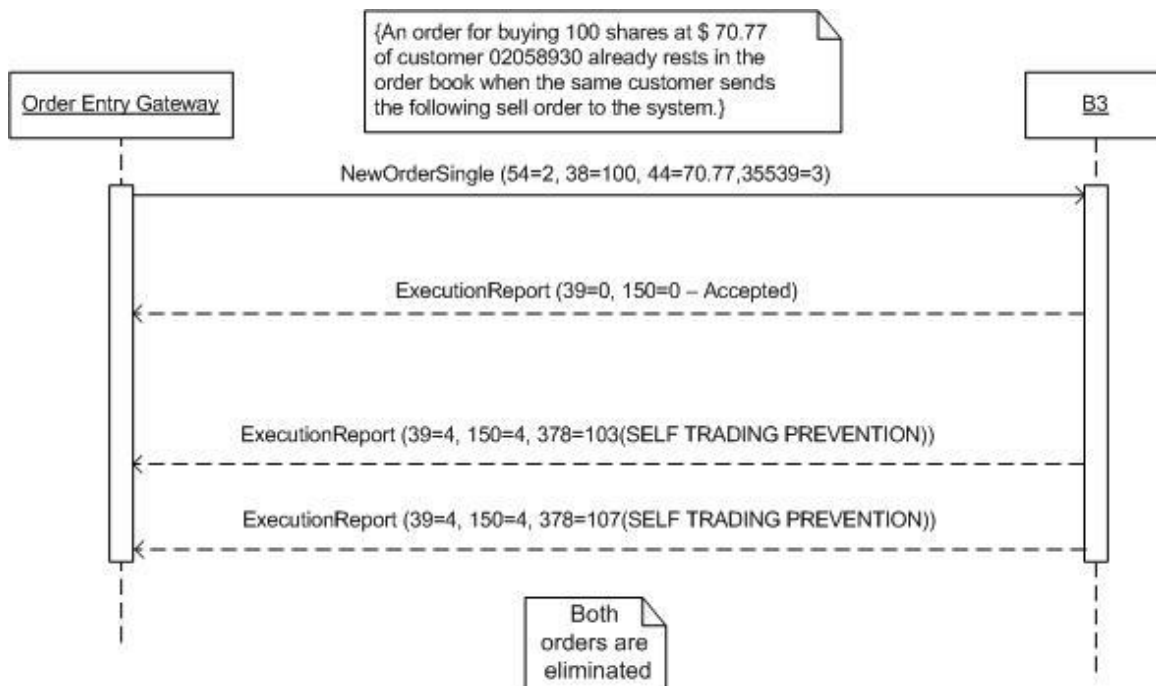 {An order for buying 100 shares at $ 70.77
of customer 02058930 already rests in the
order book when the same customer sends
the following sell order to the system.}
Order Entry Gateway
B3
NewOrderSingle (54=2, 38=100, 44=70.77,35539=3)
ExecutionReport (39=0, 150=0 – Accepted)
ExecutionReport (39=4, 150=4, 378=103(SELF TRADING PREVENTION))
ExecutionReport (39=4, 150=4, 378=107(SELF TRADING PREVENTION))
Both
orders are
eliminated